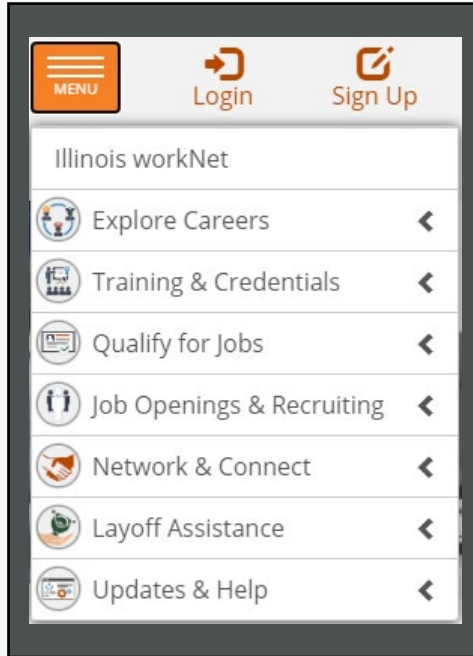 MENU
Login
Sign Up
Illinois workNet
Explore Careers
Training & Credentials
Qualify for Jobs
Job Openings & Recruiting
Network & Connect
Layoff Assistance
Updates & Help